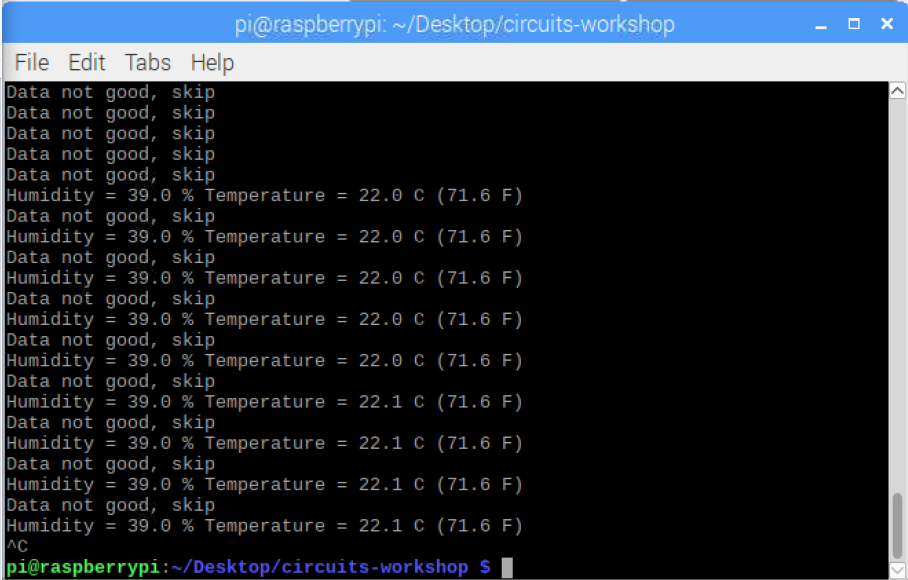 pi@raspberrypi: ~/Desktop/circuits-workshop
File Edit Tabs Help
Data not good, skip
Data not good, skip
Data not good, skip
Data not good, skip
Data not good, skip
Humidity = 39.0 % Temperature = 22.0 C (71.6 F)
Data not good, skip
Humidity = 39.0 % Temperature = 22.0 C (71.6 F)
Data not good, skip
Humidity = 39.0 % Temperature = 22.0 C (71.6 F)
Data not good, skip
Humidity = 39.0 % Temperature = 22.0 C (71.6 F)
Data not good, skip
Humidity = 39.0 % Temperature = 22.0 C (71.6 F)
Data not good, skip
Humidity = 39.0 % Temperature = 22.1 C (71.6 F)
Data not good, skip
Humidity = 39.0 % Temperature = 22.1 C (71.6 F)
Data not good, skip
Humidity = 39.0 % Temperature = 22.1 C (71.6 F)
Data not good, skip
Humidity = 39.0 % Temperature = 22.1 C (71.6 F)
^C
pi@raspberrypi:~/Desktop/circuits-workshop $